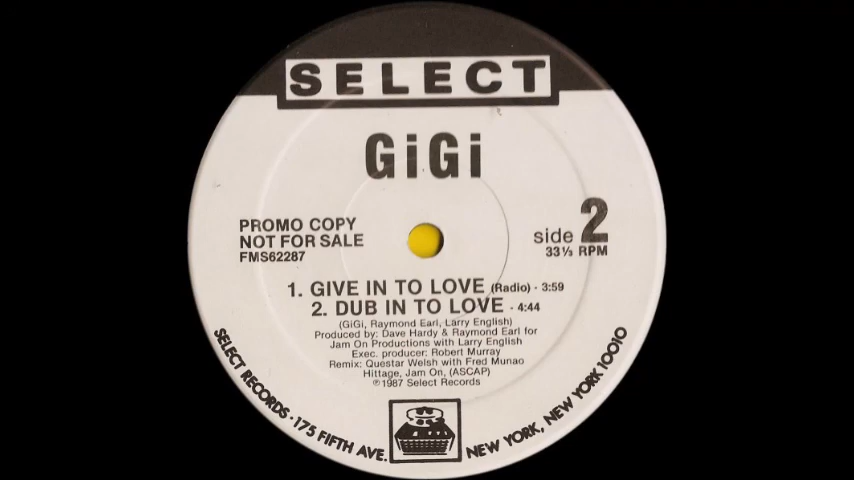 SELECT
GiGi
PROMO COPY
NOT FOR SALE
FMS62287
side 2
33⅓ RPM
1. GIVE IN TO LOVE (Radio) · 3:59
2. DUB IN TO LOVE · 4:44
(GiGi, Raymond Earl, Larry English)
Produced by: Dave Hardy & Raymond Earl for
Jam On Productions with Larry English
Exec. producer: Robert Murray
Remix: Questar Welsh with Fred Munao
Hittage, Jam On, (ASCAP)
℗1987 Select Records
SELECT RECORDS · 175 FIFTH AVE. NEW YORK, NEW YORK 10010